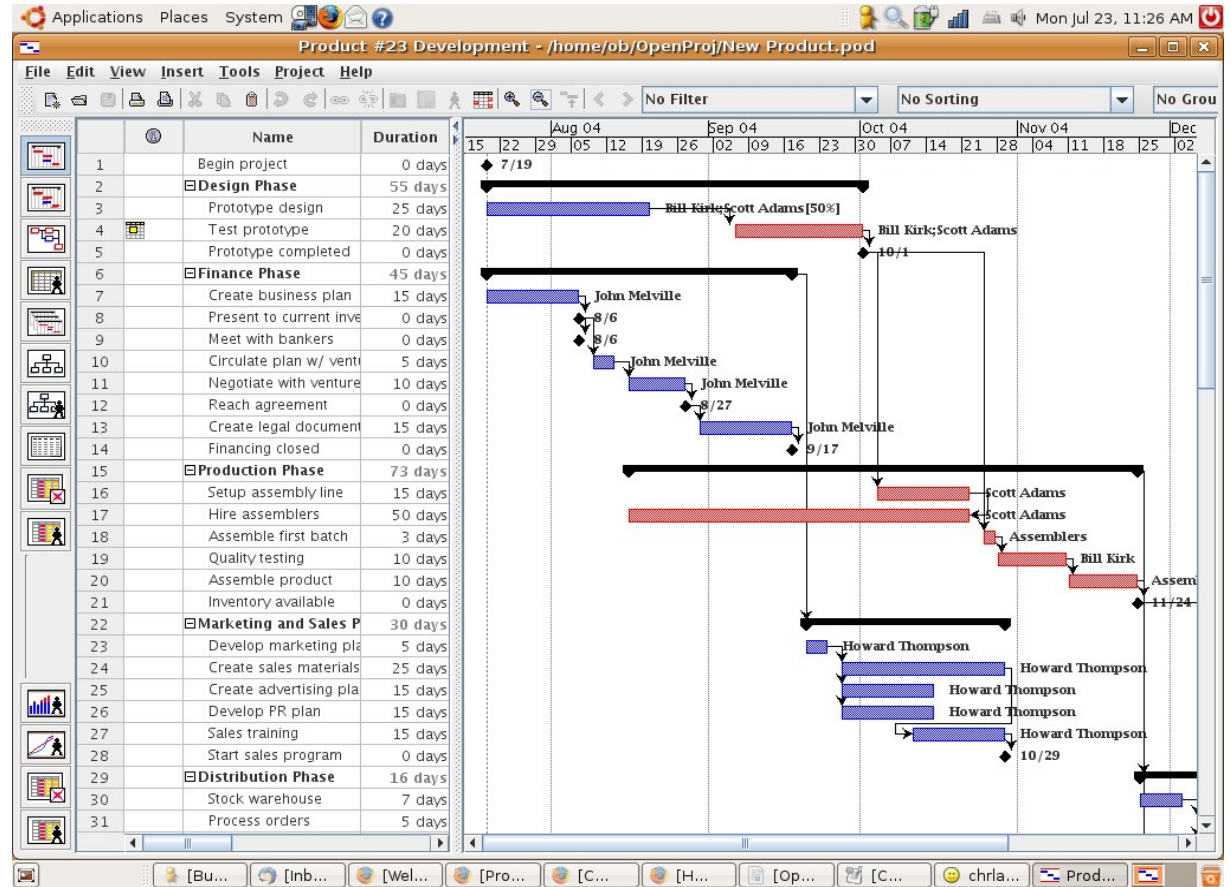 Applications Places System Mon Jul 23, 11:26 AM
Product #23 Development - /home/ob/OpenProj/New Product.pod
File Edit View Insert Tools Project Help
No Filter No Sorting No Grou
Name Duration
Aug 04 Sep 04 Oct 04 Nov 04 Dec
15 22 29 05 12 19 26 02 09 16 23 30 07 14 21 28 04 11 18 25 02
1 Begin project 0 days 7/19
2 Design Phase 55 days
3 Prototype design 25 days Bill Kirk;Scott Adams[50%]
4 Test prototype 20 days Bill Kirk;Scott Adams
5 Prototype completed 0 days 10/1
6 Finance Phase 45 days
7 Create business plan 15 days John Melville
8 Present to current inve 0 days 8/6
9 Meet with bankers 0 days 8/6
10 Circulate plan w/ ventu 5 days John Melville
11 Negotiate with venture 10 days John Melville
12 Reach agreement 0 days 8/27
13 Create legal document 15 days John Melville
14 Financing closed 0 days 9/17
15 Production Phase 73 days
16 Setup assembly line 15 days Scott Adams
17 Hire assemblers 50 days Scott Adams
18 Assemble first batch 3 days Assemblers
19 Quality testing 10 days Bill Kirk
20 Assemble product 10 days Assem
21 Inventory available 0 days 11/24
22 Marketing and Sales P 30 days
23 Develop marketing pla 5 days Howard Thompson
24 Create sales materials 25 days Howard Thompson
25 Create advertising pla 15 days Howard Thompson
26 Develop PR plan 15 days Howard Thompson
27 Sales training 15 days Howard Thompson
28 Start sales program 0 days 10/29
29 Distribution Phase 16 days
30 Stock warehouse 7 days
31 Process orders 5 days
[Bu... [Inb... [Wel... [Pro... [C... [H... [Op... [C... chrla... Prod...